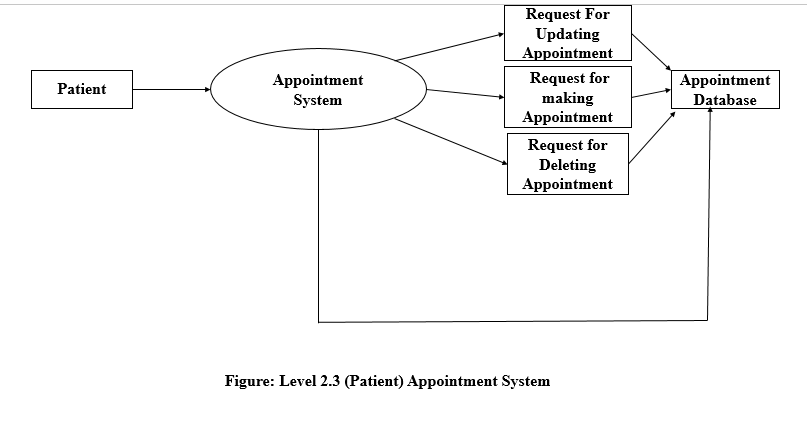 Patient
Appointment
System
Request For
Updating
Appointment
Request for
making
Appointment
Request for
Deleting
Appointment
Appointment
Database
Figure: Level 2.3 (Patient) Appointment System